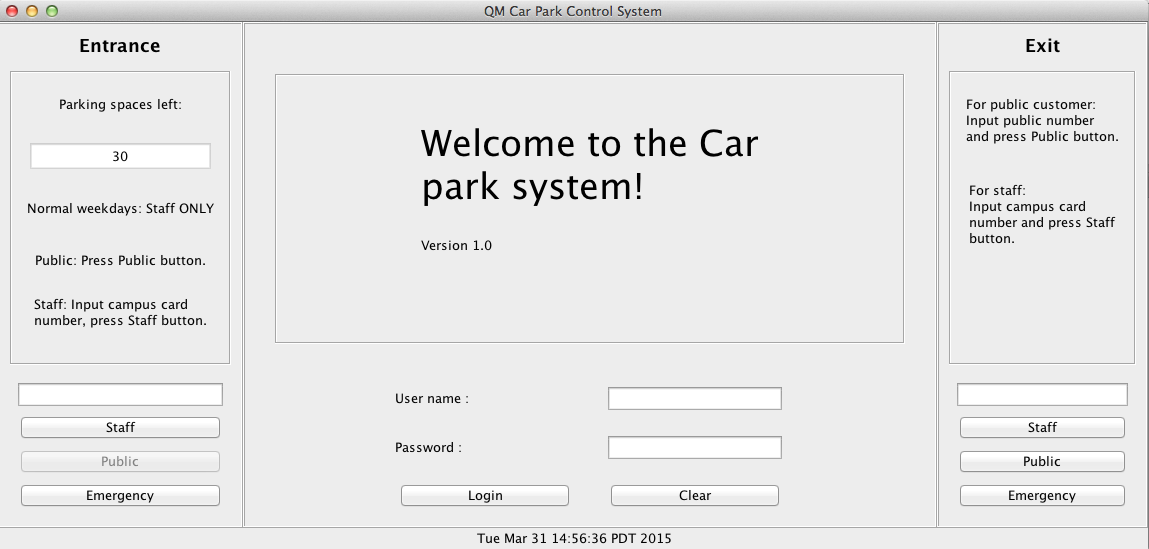 QM Car Park Control System
Entrance
Parking spaces left:
30
Normal weekdays: Staff ONLY
Public: Press Public button.
Staff: Input campus card
number, press Staff button.
Staff
Public
Emergency
Welcome to the Car
park system!
Version 1.0
User name :
Password :
Login
Clear
Exit
For public customer:
Input public number
and press Public button.
For staff:
Input campus card
number and press Staff
button.
Staff
Public
Emergency
Tue Mar 31 14:56:36 PDT 2015